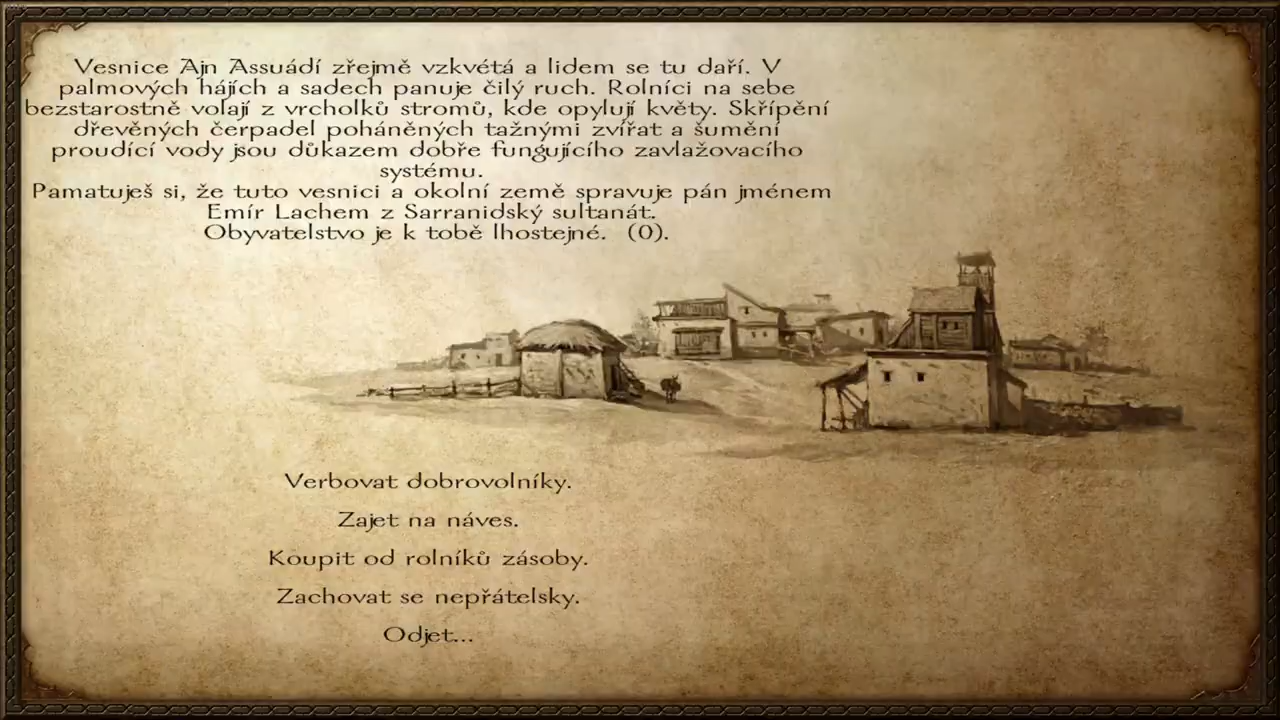 Vesnice Ajn Assuádí zřejmě vzkvétá a lidem se tu daří. V
palmových hájích a sadech panuje čilý ruch. Rolníci na sebe
bezstarostně volají z vrcholků stromů, kde opylují květy. Skřípění
dřevěných čerpadel poháněných tažnými zvířat a šumění
proudící vody jsou důkazem dobře fungujícího zavlažovacího
systému.
Pamatuješ si, že tuto vesnici a okolní země spravuje pán jménem
Emír Lachem z Sarranidský sultanát.
Obyvatelstvo je k tobě lhostejné.  (0).
Verbovat dobrovolníky.
Zajet na náves.
Koupit od rolníků zásoby.
Zachovat se nepřátelsky.
Odjet...